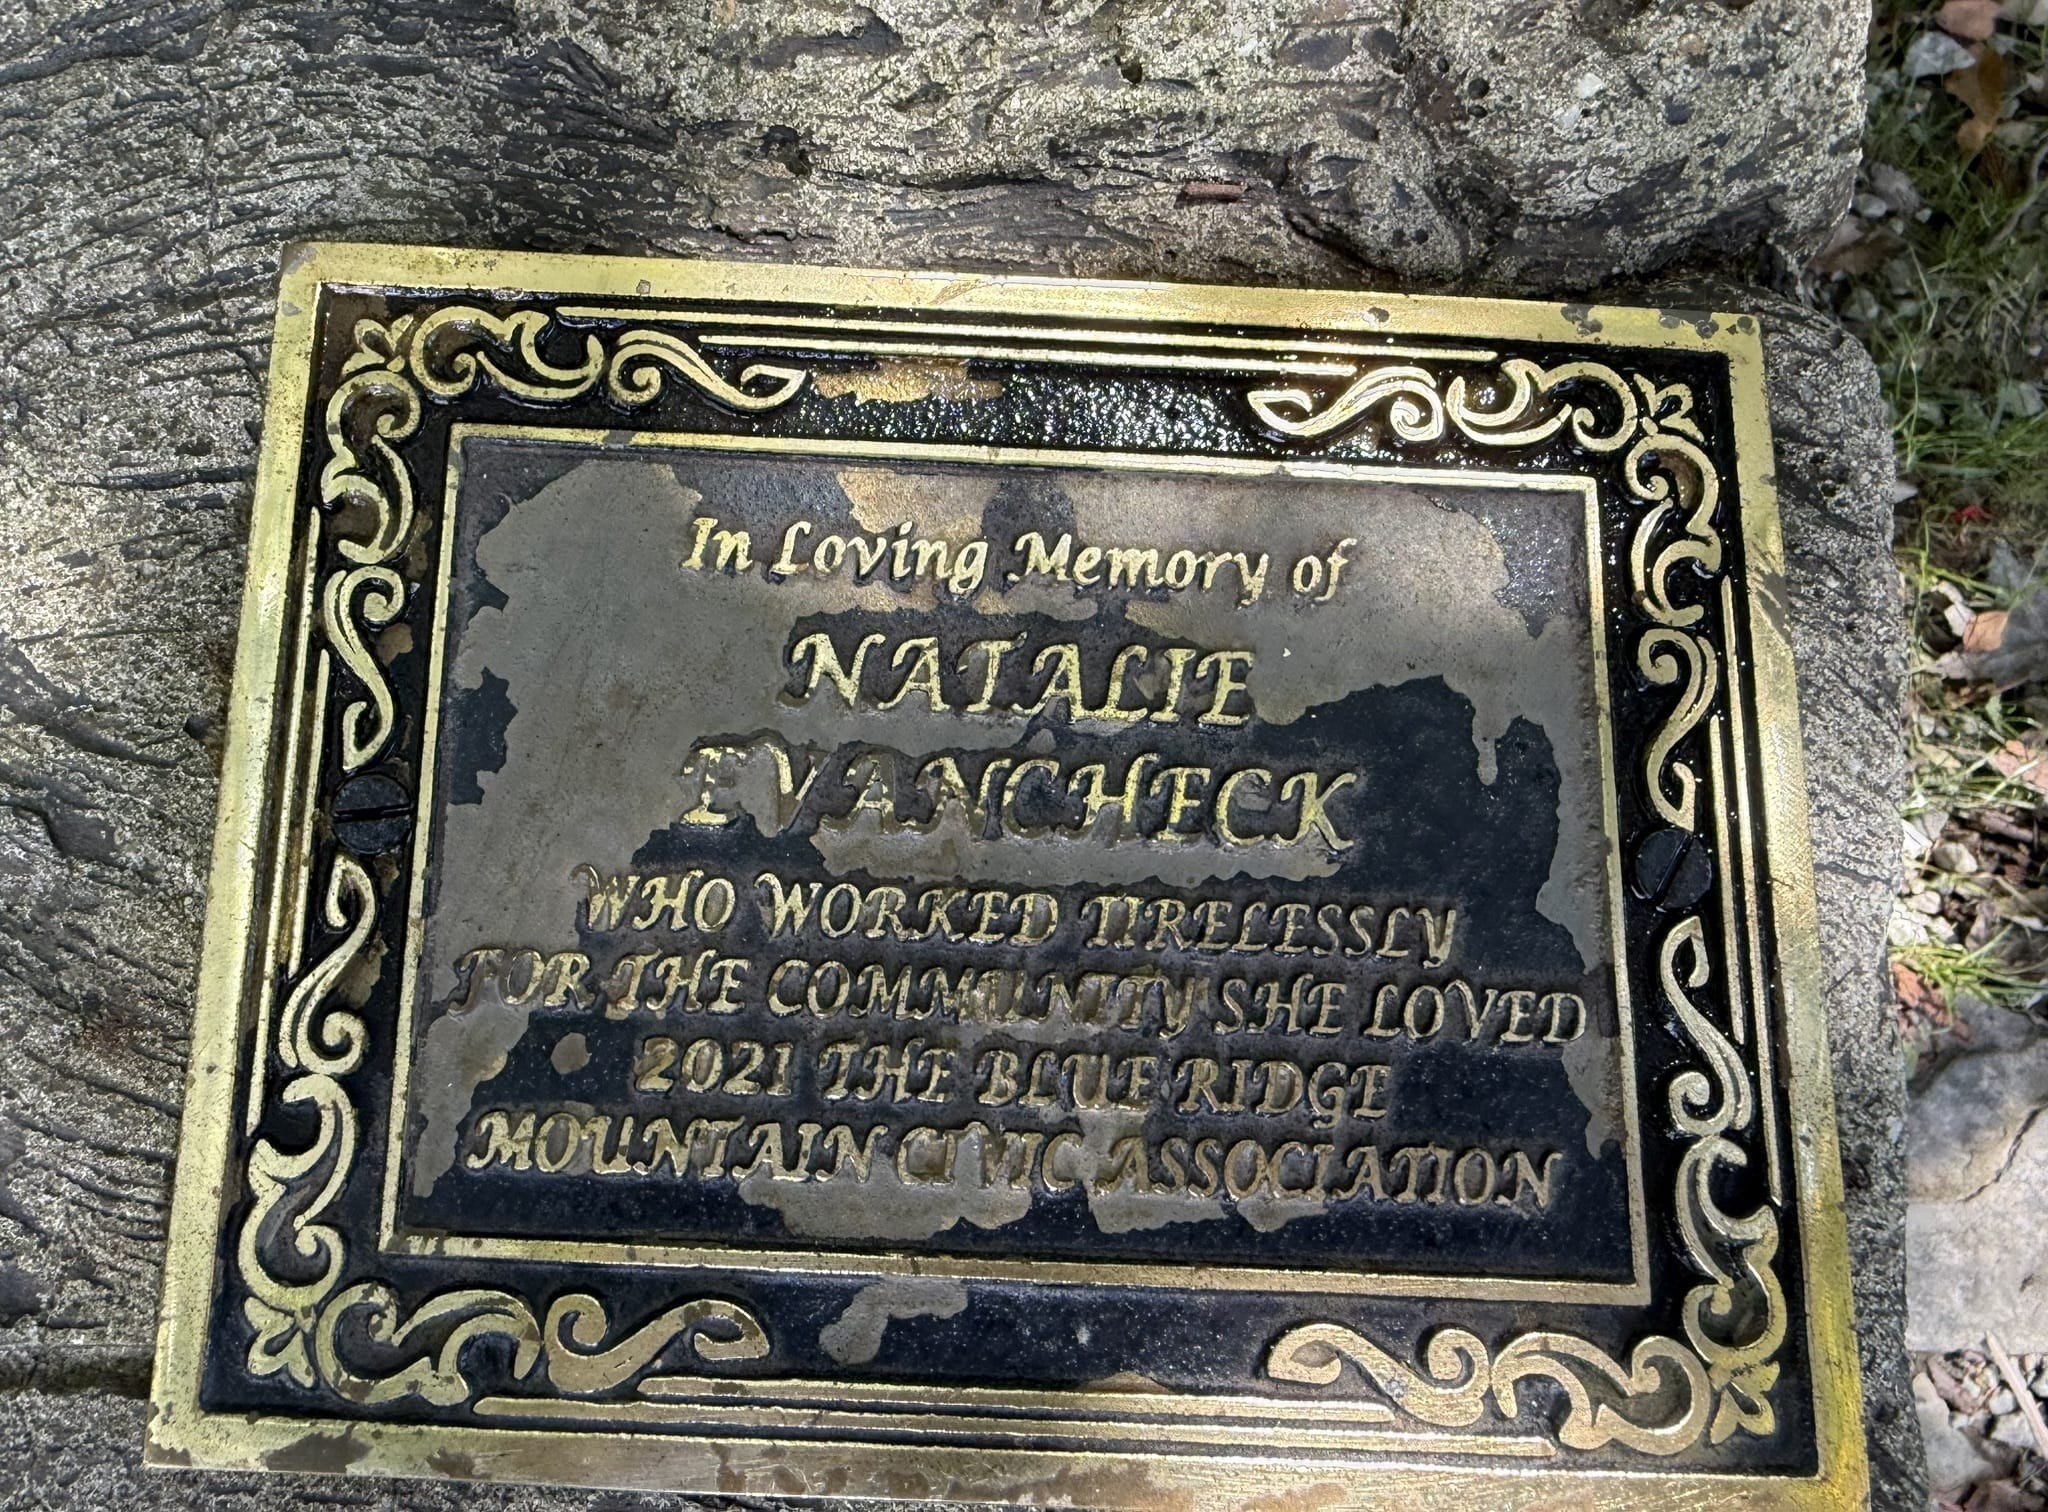 In Loving Memory of
NATALIE
EVANCHECK
WHO WORKED TIRELESSLY
FOR THE COMMUNITY SHE LOVED
2021 THE BLUE RIDGE
MOUNTAIN CIVIC ASSOCIATION